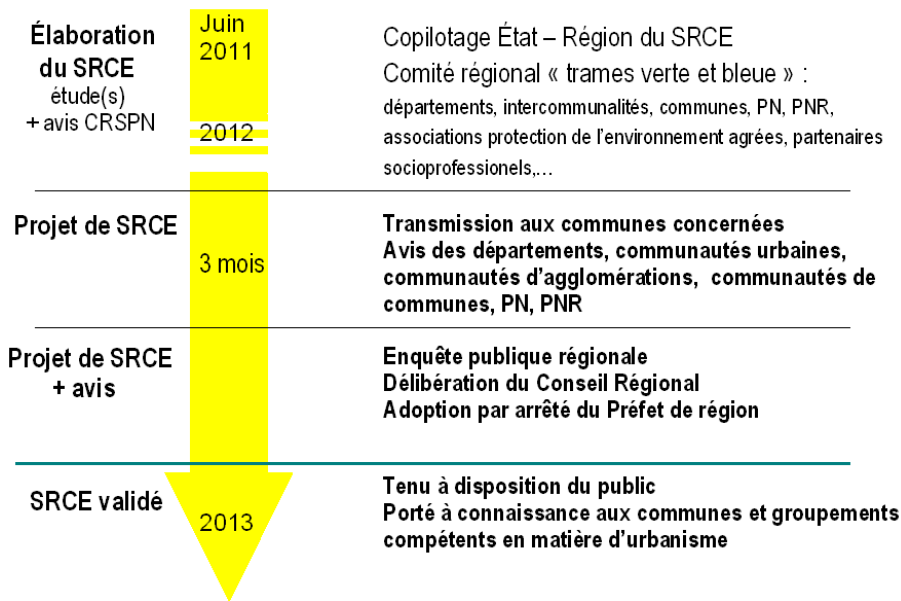 Élaboration
du SRCE
étude(s)
+ avis CRSPN
Juin
2011
2012
Copilotage État – Région du SRCE
Comité régional « trames verte et bleue » :
départements, intercommunalités, communes, PN, PNR,
associations protection de l'environnement agrées, partenaires
socioprofessionels,...
Projet de SRCE
3 mois
Transmission aux communes concernées
Avis des départements, communautés urbaines,
communautés d'agglomérations, communautés de
communes, PN, PNR
Projet de SRCE
+ avis
Enquête publique régionale
Délibération du Conseil Régional
Adoption par arrêté du Préfet de région
SRCE validé
2013
Tenu à disposition du public
Porté à connaissance aux communes et groupements
compétents en matière d'urbanisme